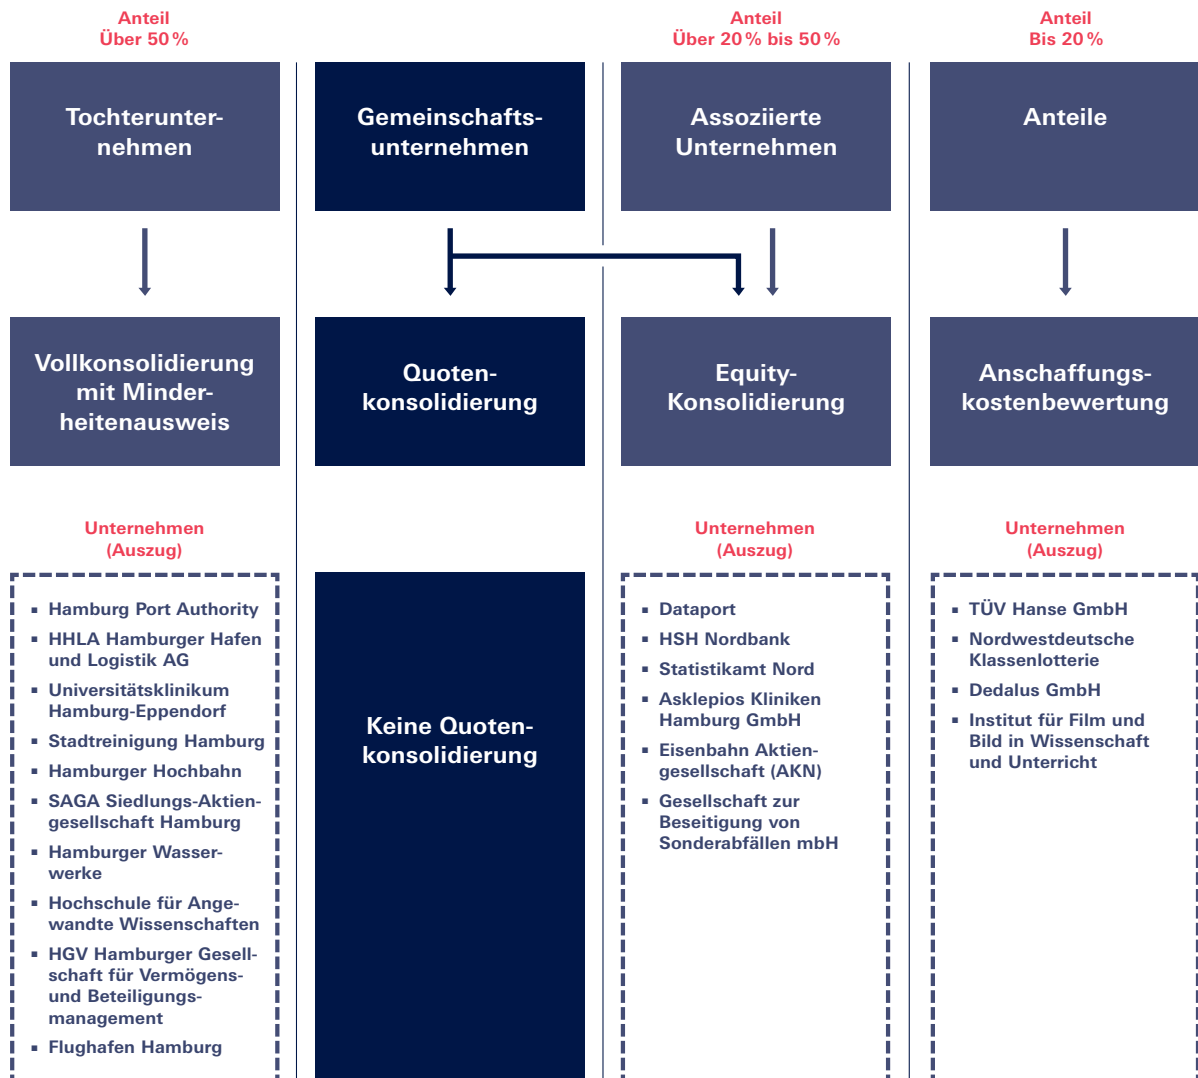 Anteil
Über 50 %
Tochterunter-
nehmen
Vollkonsolidierung
mit Minder-
heitenausweis
Unternehmen
(Auszug)
▪ Hamburg Port Authority
▪ HHLA Hamburger Hafen
und Logistik AG
▪ Universitätsklinikum
Hamburg-Eppendorf
▪ Stadtreinigung Hamburg
▪ Hamburger Hochbahn
▪ SAGA Siedlungs-Aktien-
gesellschaft Hamburg
▪ Hamburger Wasser-
werke
▪ Hochschule für Ange-
wandte Wissenschaften
▪ HGV Hamburger Gesell-
schaft für Vermögens-
und Beteiligungs-
management
▪ Flughafen Hamburg
Gemeinschafts-
unternehmen
Quoten-
konsolidierung
Keine Quoten-
konsolidierung
Anteil
Über 20 % bis 50 %
Assoziierte
Unternehmen
Equity-
Konsolidierung
Unternehmen
(Auszug)
▪ Dataport
▪ HSH Nordbank
▪ Statistikamt Nord
▪ Asklepios Kliniken
Hamburg GmbH
▪ Eisenbahn Aktien-
gesellschaft (AKN)
▪ Gesellschaft zur
Beseitigung von
Sonderabfällen mbH
Anteil
Bis 20 %
Anteile
Anschaffungs-
kostenbewertung
Unternehmen
(Auszug)
▪ TÜV Hanse GmbH
▪ Nordwestdeutsche
Klassenlotterie
▪ Dedalus GmbH
▪ Institut für Film und
Bild in Wissenschaft
und Unterricht